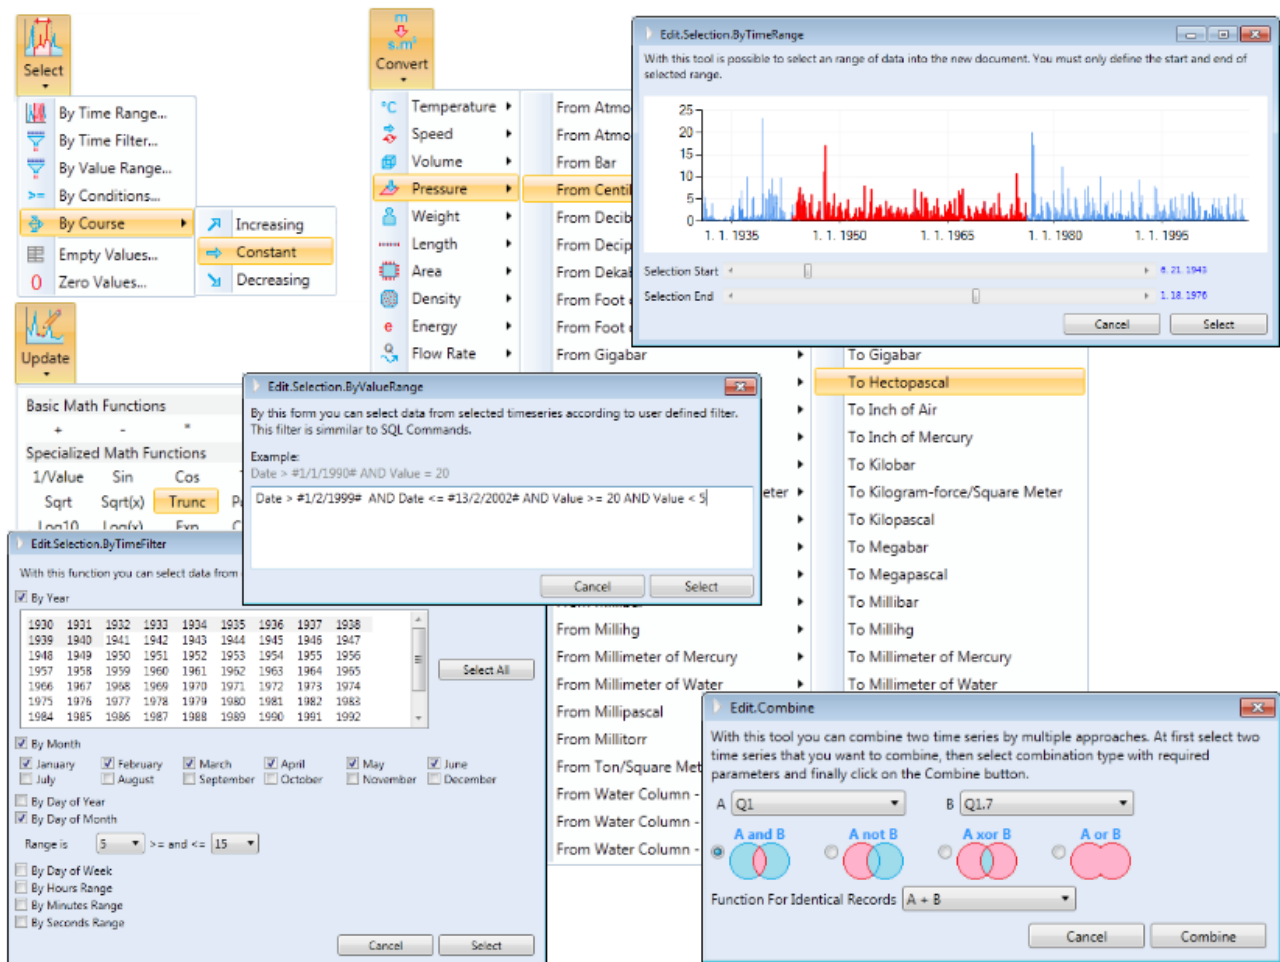 Select
By Time Range...
By Time Filter...
By Value Range...
By Conditions...
By Course
Empty Values...
Zero Values...
Increasing
Constant
Decreasing
m
s.m³
Convert
°C Temperature
Speed
Volume
Pressure
Weight
Length
Area
Density
e Energy
Q Flow Rate
From Atmo
From Atmo
From Bar
From Centil
From Decib
From Decip
From Dekal
From Foot
From Foot
From Gigabar
Edit.Selection.ByTimeRange
With this tool is possible to select an range of data into the new document. You must only define the start and end of
selected range.
25
20
15
10
5
0
1. 1. 1935
1. 1. 1950
1. 1. 1965
1. 1. 1980
1. 1. 1995
Selection Start
8. 21. 1943
Selection End
1. 18. 1976
Cancel
Select
Update
Basic Math Functions
+ - *
Specialized Math Functions
1/Value Sin Cos
Sqrt Sqrt(x) Trunc
Log10 Log(x) Exp
Edit.Selection.ByValueRange
By this form you can select data from selected timeseries according to user defined filter.
This filter is simmilar to SQL Commands.
Example:
Date > #1/1/1990# AND Value = 20
Date > #1/2/1999# AND Date <= #13/2/2002# AND Value >= 20 AND Value < 5
Cancel
Select
To Gigabar
To Hectopascal
To Inch of Air
To Inch of Mercury
To Kilobar
eter
To Kilogram-force/Square Meter
To Kilopascal
To Megabar
To Megapascal
To Millibar
To Millihg
To Millimeter of Mercury
To Millimeter of Water
From Millihg
From Millimeter of Mercury
From Millimeter of Water
From Millipascal
From Millitorr
From Ton/Square Met
From Water Column -
From Water Column -
From Water Column -
Edit.Selection.ByTimeFilter
With this function you can select data from
By Year
1930 1931 1932 1933 1934 1935 1936 1937 1938
1939 1940 1941 1942 1943 1944 1945 1946 1947
1948 1949 1950 1951 1952 1953 1954 1955 1956
1957 1958 1959 1960 1961 1962 1963 1964 1965
1966 1967 1968 1969 1970 1971 1972 1973 1974
1975 1976 1977 1978 1979 1980 1981 1982 1983
1984 1985 1986 1987 1988 1989 1990 1991 1992
Select All
By Month
January February March April May June
July August September October November December
By Day of Year
By Day of Month
Range is 5 >= and <= 15
By Day of Week
By Hours Range
By Minutes Range
By Seconds Range
Cancel
Select
Edit.Combine
With this tool you can combine two time series by multiple approaches. At first select two
time series that you want to combine, then select combination type with required
parameters and finally click on the Combine button.
A Q1
B Q1.7
A and B
A not B
A xor B
A or B
Function For Identical Records A + B
Cancel
Combine